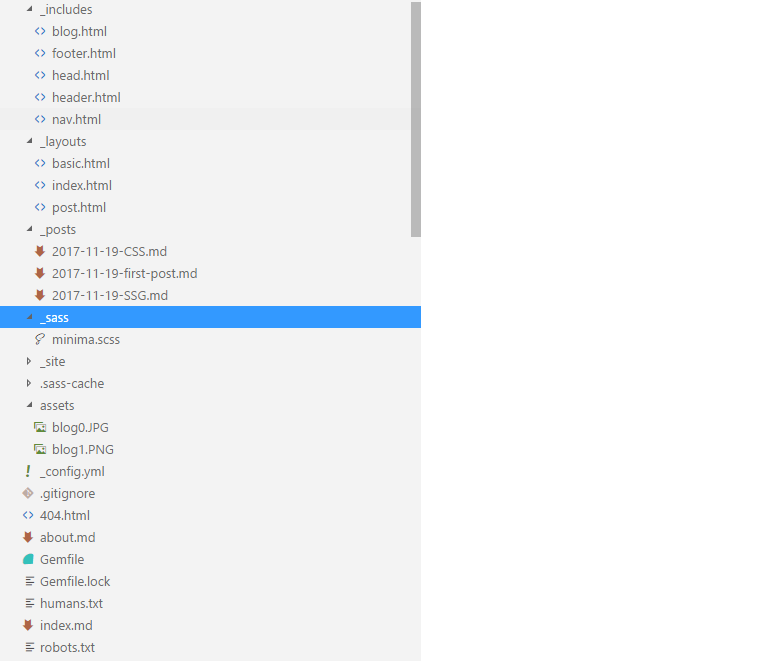 _includes
blog.html
footer.html
head.html
header.html
nav.html
_layouts
basic.html
index.html
post.html
_posts
2017-11-19-CSS.md
2017-11-19-first-post.md
2017-11-19-SSG.md
_sass
minima.scss
_site
.sass-cache
assets
blog0.JPG
blog1.PNG
_config.yml
.gitignore
404.html
about.md
Gemfile
Gemfile.lock
humans.txt
index.md
robots.txt